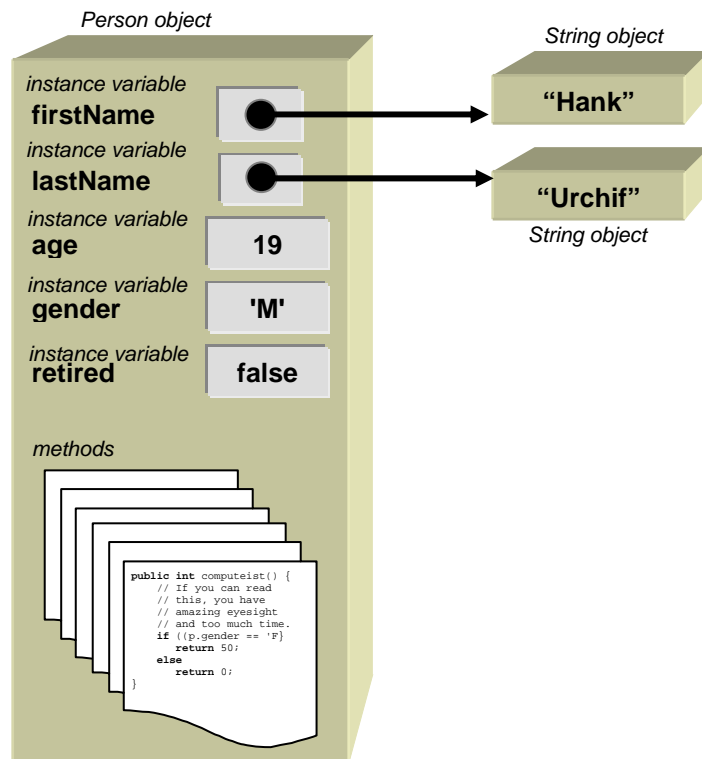 Person object
instance variable
firstName
instance variable
lastName
instance variable
age
19
instance variable
gender
'M'
instance variable
retired
false
methods
public int computeist() {
// If you can read
// this, you have
// amazing eyesight
// and too much time.
if ((p.gender == 'F}
return 50;
else
return 0;
}
String object
“Hank”
“Urchif”
String object